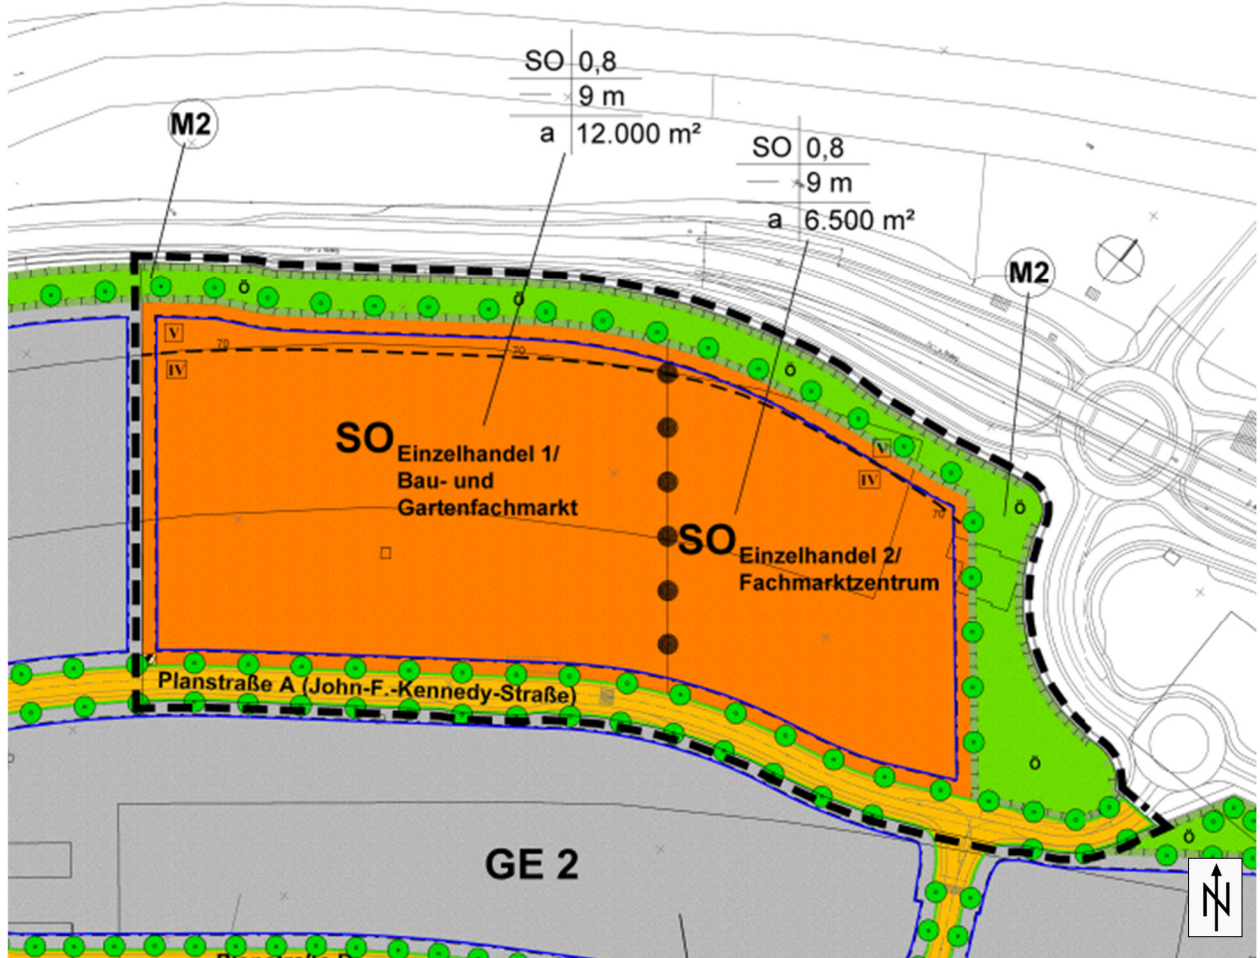 SO 0,8
9 m
a 12.000 m²
M2
SO 0,8
9 m
a 6.500 m²
M2
ö
ö
V
70
70
IV
ö
SO Einzelhandel 1/
Bau- und
Gartenfachmarkt
V
IV
ö
70
SO Einzelhandel 2/
Fachmarktzentrum
Planstraße A (John-F.-Kennedy-Straße)
ö
ö
GE 2
N